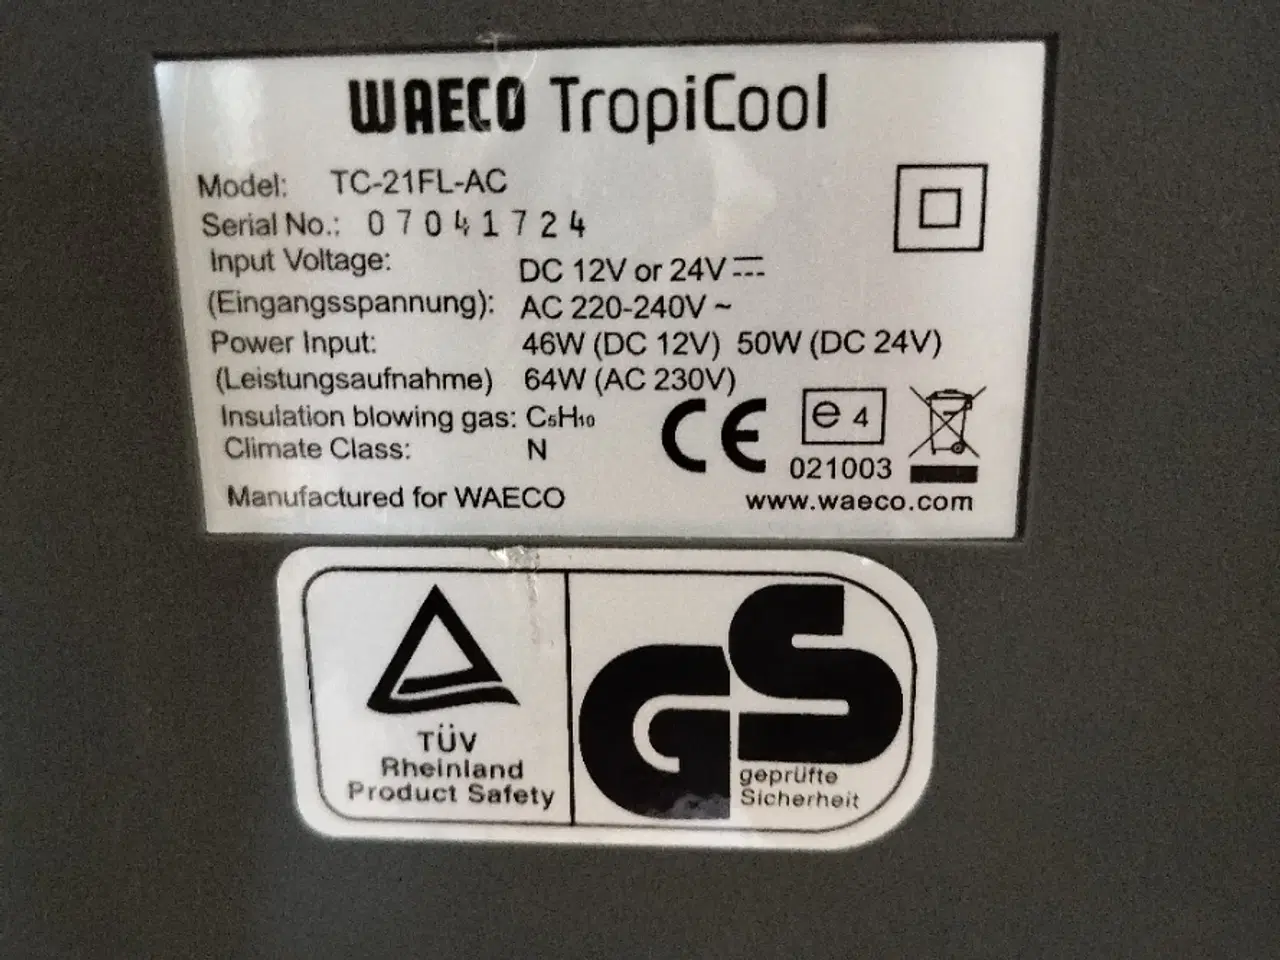 WAECO TropiCool
Model: TC-21FL-AC
Serial No.: 07041724
Input Voltage: DC 12V or 24V
(Eingangsspannung): AC 220-240V ~
Power Input: 46W (DC 12V) 50W (DC 24V)
(Leistungsaufnahme) 64W (AC 230V)
Insulation blowing gas: C₅H₁₀
Climate Class: N
CE
e 4
021003
Manufactured for WAECO
www.waeco.com
TÜV
Rheinland
Product Safety
GS
geprüfte
Sicherheit